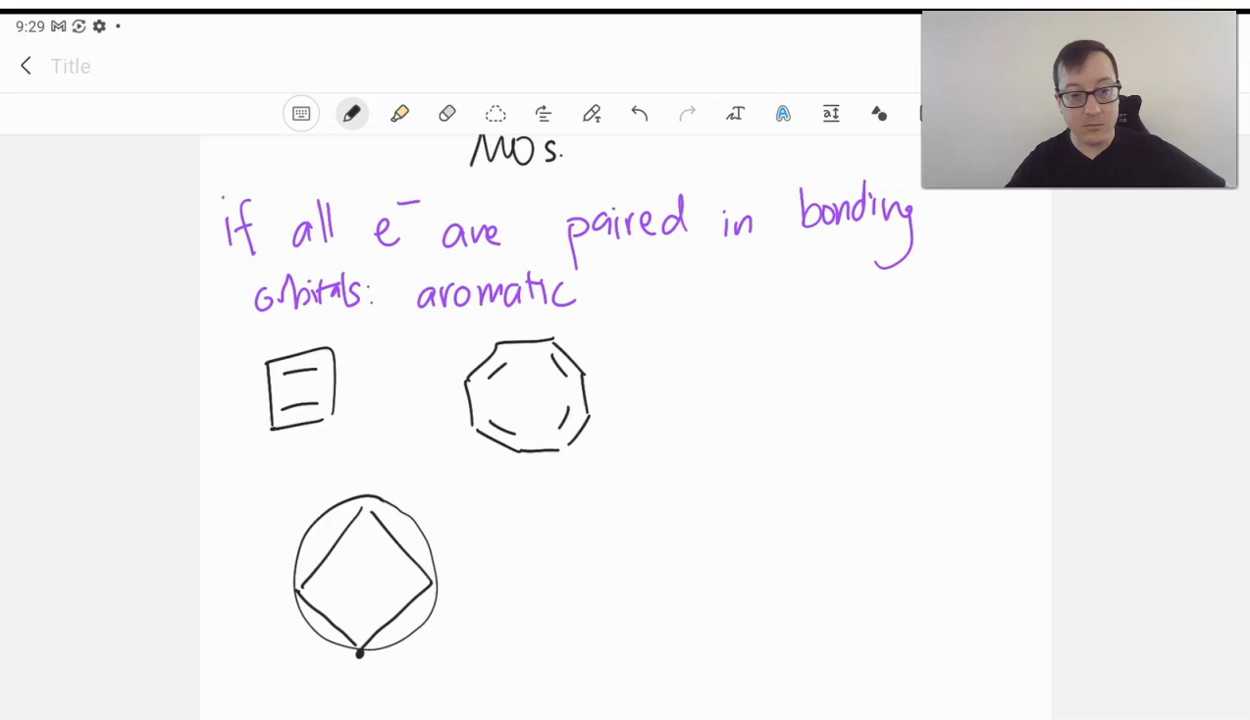 9:29
Title
MOs.
if all e⁻ are paired in bonding
orbitals: aromatic